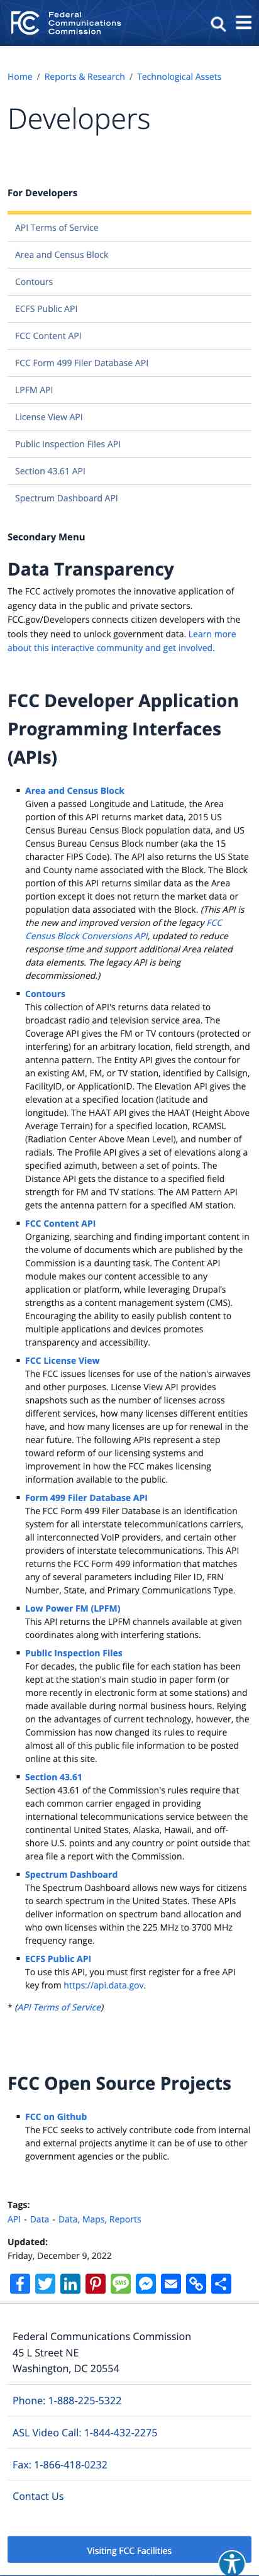 Federal
Communications
Commission
Home / Reports & Research / Technological Assets
Developers
For Developers
API Terms of Service
Area and Census Block
Contours
ECFS Public API
FCC Content API
FCC Form 499 Filer Database API
LPFM API
License View API
Public Inspection Files API
Section 43.61 API
Spectrum Dashboard API
Secondary Menu
Data Transparency
The FCC actively promotes the innovative application of
agency data in the public and private sectors.
FCC.gov/Developers connects citizen developers with the
tools they need to unlock government data. Learn more
about this interactive community and get involved.
FCC Developer Application
Programming Interfaces
(APIs)
Area and Census Block
Given a passed Longitude and Latitude, the Area
portion of this API returns market data, 2015 US
Census Bureau Census Block population data, and US
Census Bureau Census Block number (aka the 15
character FIPS Code). The API also returns the US State
and County name associated with the Block. The Block
portion of this API returns similar data as the Area
portion except it does not return the market data or
population data associated with the Block. (This API is
the new and improved version of the legacy FCC
Census Block Conversions API, updated to reduce
response time and support additional Area related
data elements. The legacy API is being
decommissioned.)
Contours
This collection of API's returns data related to
broadcast radio and television service area. The
Coverage API gives the FM or TV contours (protected or
interfering) for an arbitrary location, field strength, and
antenna pattern. The Entity API gives the contour for
an existing AM, FM, or TV station, identified by Callsign,
FacilityID, or ApplicationID. The Elevation API gives the
elevation at a specified location (latitude and
longitude). The HAAT API gives the HAAT (Height Above
Average Terrain) for a specified location, RCAMSL
(Radiation Center Above Mean Level), and number of
radials. The Profile API gives a set of elevations along a
specified azimuth, between a set of points. The
Distance API gets the distance to a specified field
strength for FM and TV stations. The AM Pattern API
gets the antenna pattern for a specified AM station.
FCC Content API
Organizing, searching and finding important content in
the volume of documents which are published by the
Commission is a daunting task. The Content API
module makes our content accessible to any
application or platform, while leveraging Drupal's
strengths as a content management system (CMS).
Encouraging the ability to easily publish content to
multiple applications and devices promotes
transparency and accessibility.
FCC License View
The FCC issues licenses for use of the nation's airwaves
and other purposes. License View API provides
snapshots such as the number of licenses across
different services, how many licenses different entities
have, and how many licenses are up for renewal in the
near future. The following APIs represent a step
toward reform of our licensing systems and
improvement in how the FCC makes licensing
information available to the public.
Form 499 Filer Database API
The FCC Form 499 Filer Database is an identification
system for all interstate telecommunications carriers,
all interconnected VoIP providers, and certain other
providers of interstate telecommunications. This API
returns the FCC Form 499 information that matches
any of several parameters including Filer ID, FRN
Number, State, and Primary Communications Type.
Low Power FM (LPFM)
This API returns the LPFM channels available at given
coordinates along with interfering stations.
Public Inspection Files
For decades, the public file for each station has been
kept at the station's main studio in paper form (or
more recently in electronic form at some stations) and
made available during normal business hours. Relying
on the advantages of current technology, however, the
Commission has now changed its rules to require
almost all of this public file information to be posted
online at this site.
Section 43.61
Section 43.61 of the Commission's rules require that
each common carrier engaged in providing
international telecommunications service between the
continental United States, Alaska, Hawaii, and off-
shore U.S. points and any country or point outside that
area file a report with the Commission.
Spectrum Dashboard
The Spectrum Dashboard allows new ways for citizens
to search spectrum in the United States. These APIs
deliver information on spectrum band allocation and
who own licenses within the 225 MHz to 3700 MHz
frequency range.
ECFS Public API
To use this API, you must first register for a free API
key from https://api.data.gov.
* (API Terms of Service)
FCC Open Source Projects
FCC on Github
The FCC seeks to actively contribute code from internal
and external projects anytime it can be of use to other
government agencies or the public.
Tags:
API - Data - Data, Maps, Reports
Updated:
Friday, December 9, 2022
SMS
Federal Communications Commission
45 L Street NE
Washington, DC 20554
Phone: 1-888-225-5322
ASL Video Call: 1-844-432-2275
Fax: 1-866-418-0232
Contact Us
Visiting FCC Facilities